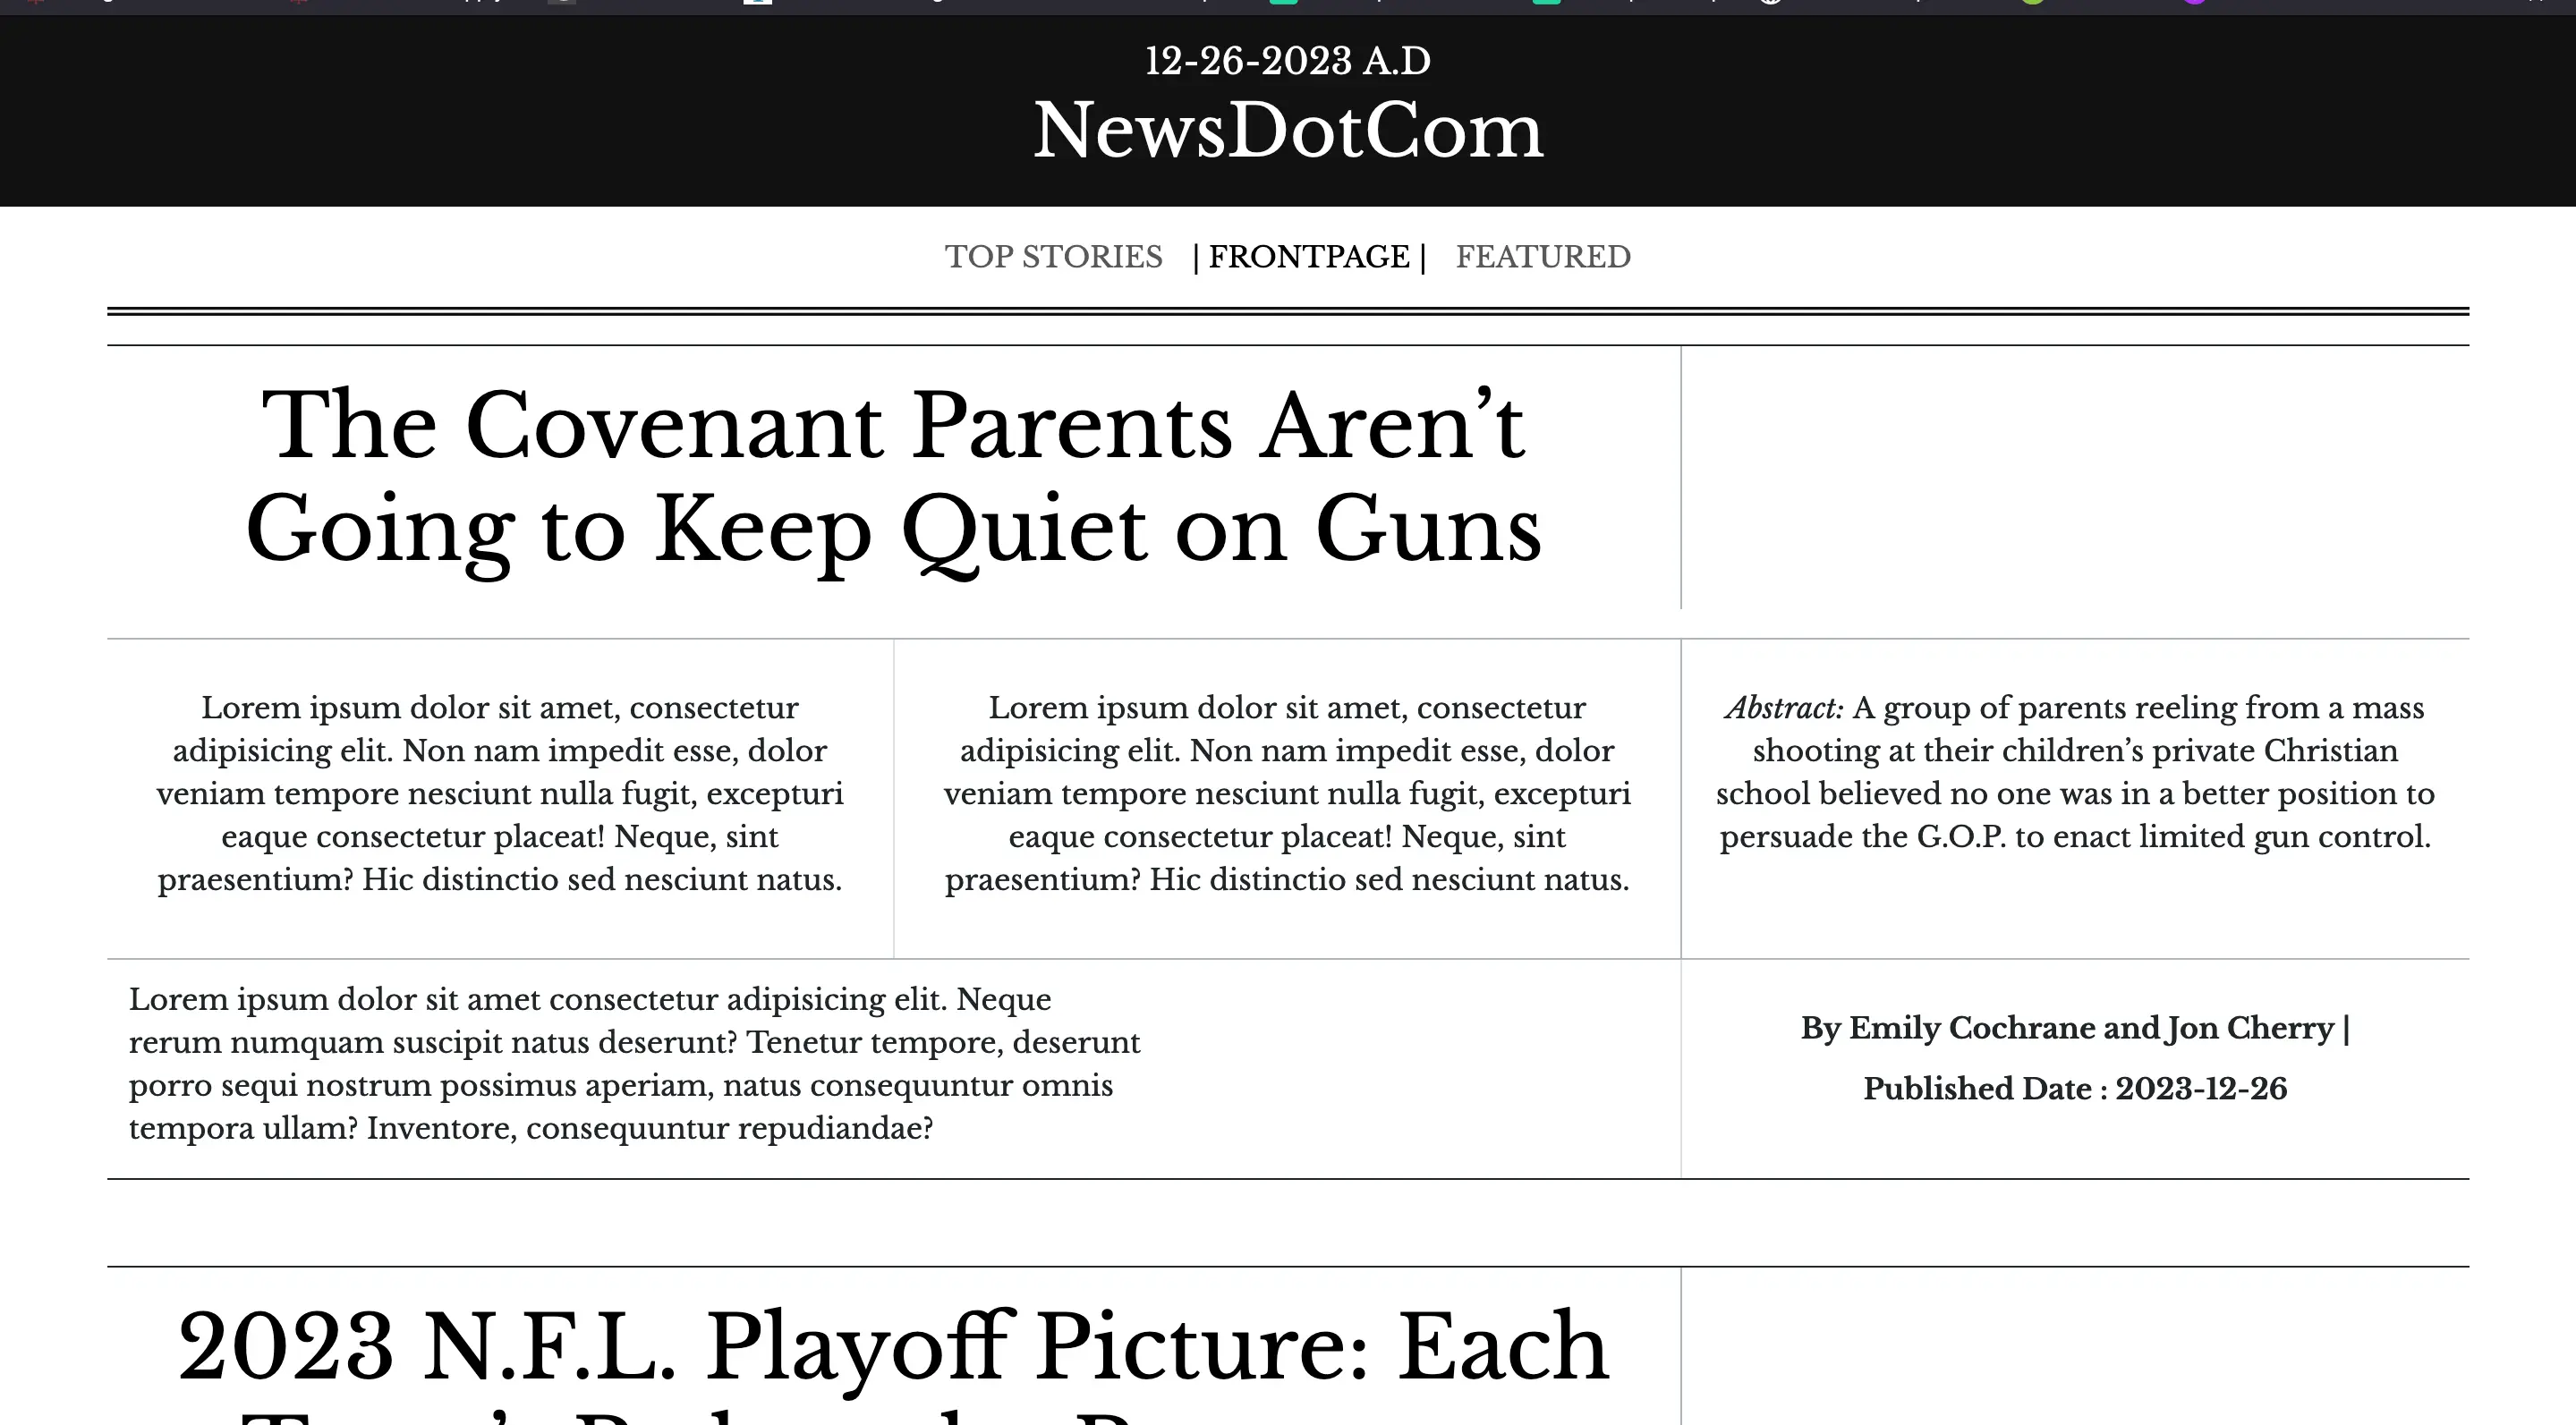 12-26-2023 A.D
NewsDotCom
TOP STORIES | FRONTPAGE | FEATURED
The Covenant Parents Aren’t
Going to Keep Quiet on Guns
Lorem ipsum dolor sit amet, consectetur
adipisicing elit. Non nam impedit esse, dolor
veniam tempore nesciunt nulla fugit, excepturi
eaque consectetur placeat! Neque, sint
praesentium? Hic distinctio sed nesciunt natus.
Lorem ipsum dolor sit amet, consectetur
adipisicing elit. Non nam impedit esse, dolor
veniam tempore nesciunt nulla fugit, excepturi
eaque consectetur placeat! Neque, sint
praesentium? Hic distinctio sed nesciunt natus.
Abstract: A group of parents reeling from a mass
shooting at their children’s private Christian
school believed no one was in a better position to
persuade the G.O.P. to enact limited gun control.
Lorem ipsum dolor sit amet consectetur adipisicing elit. Neque
rerum numquam suscipit natus deserunt? Tenetur tempore, deserunt
porro sequi nostrum possimus aperiam, natus consequuntur omnis
tempora ullam? Inventore, consequuntur repudiandae?
By Emily Cochrane and Jon Cherry |
Published Date : 2023-12-26
2023 N.F.L. Playoff Picture: Each